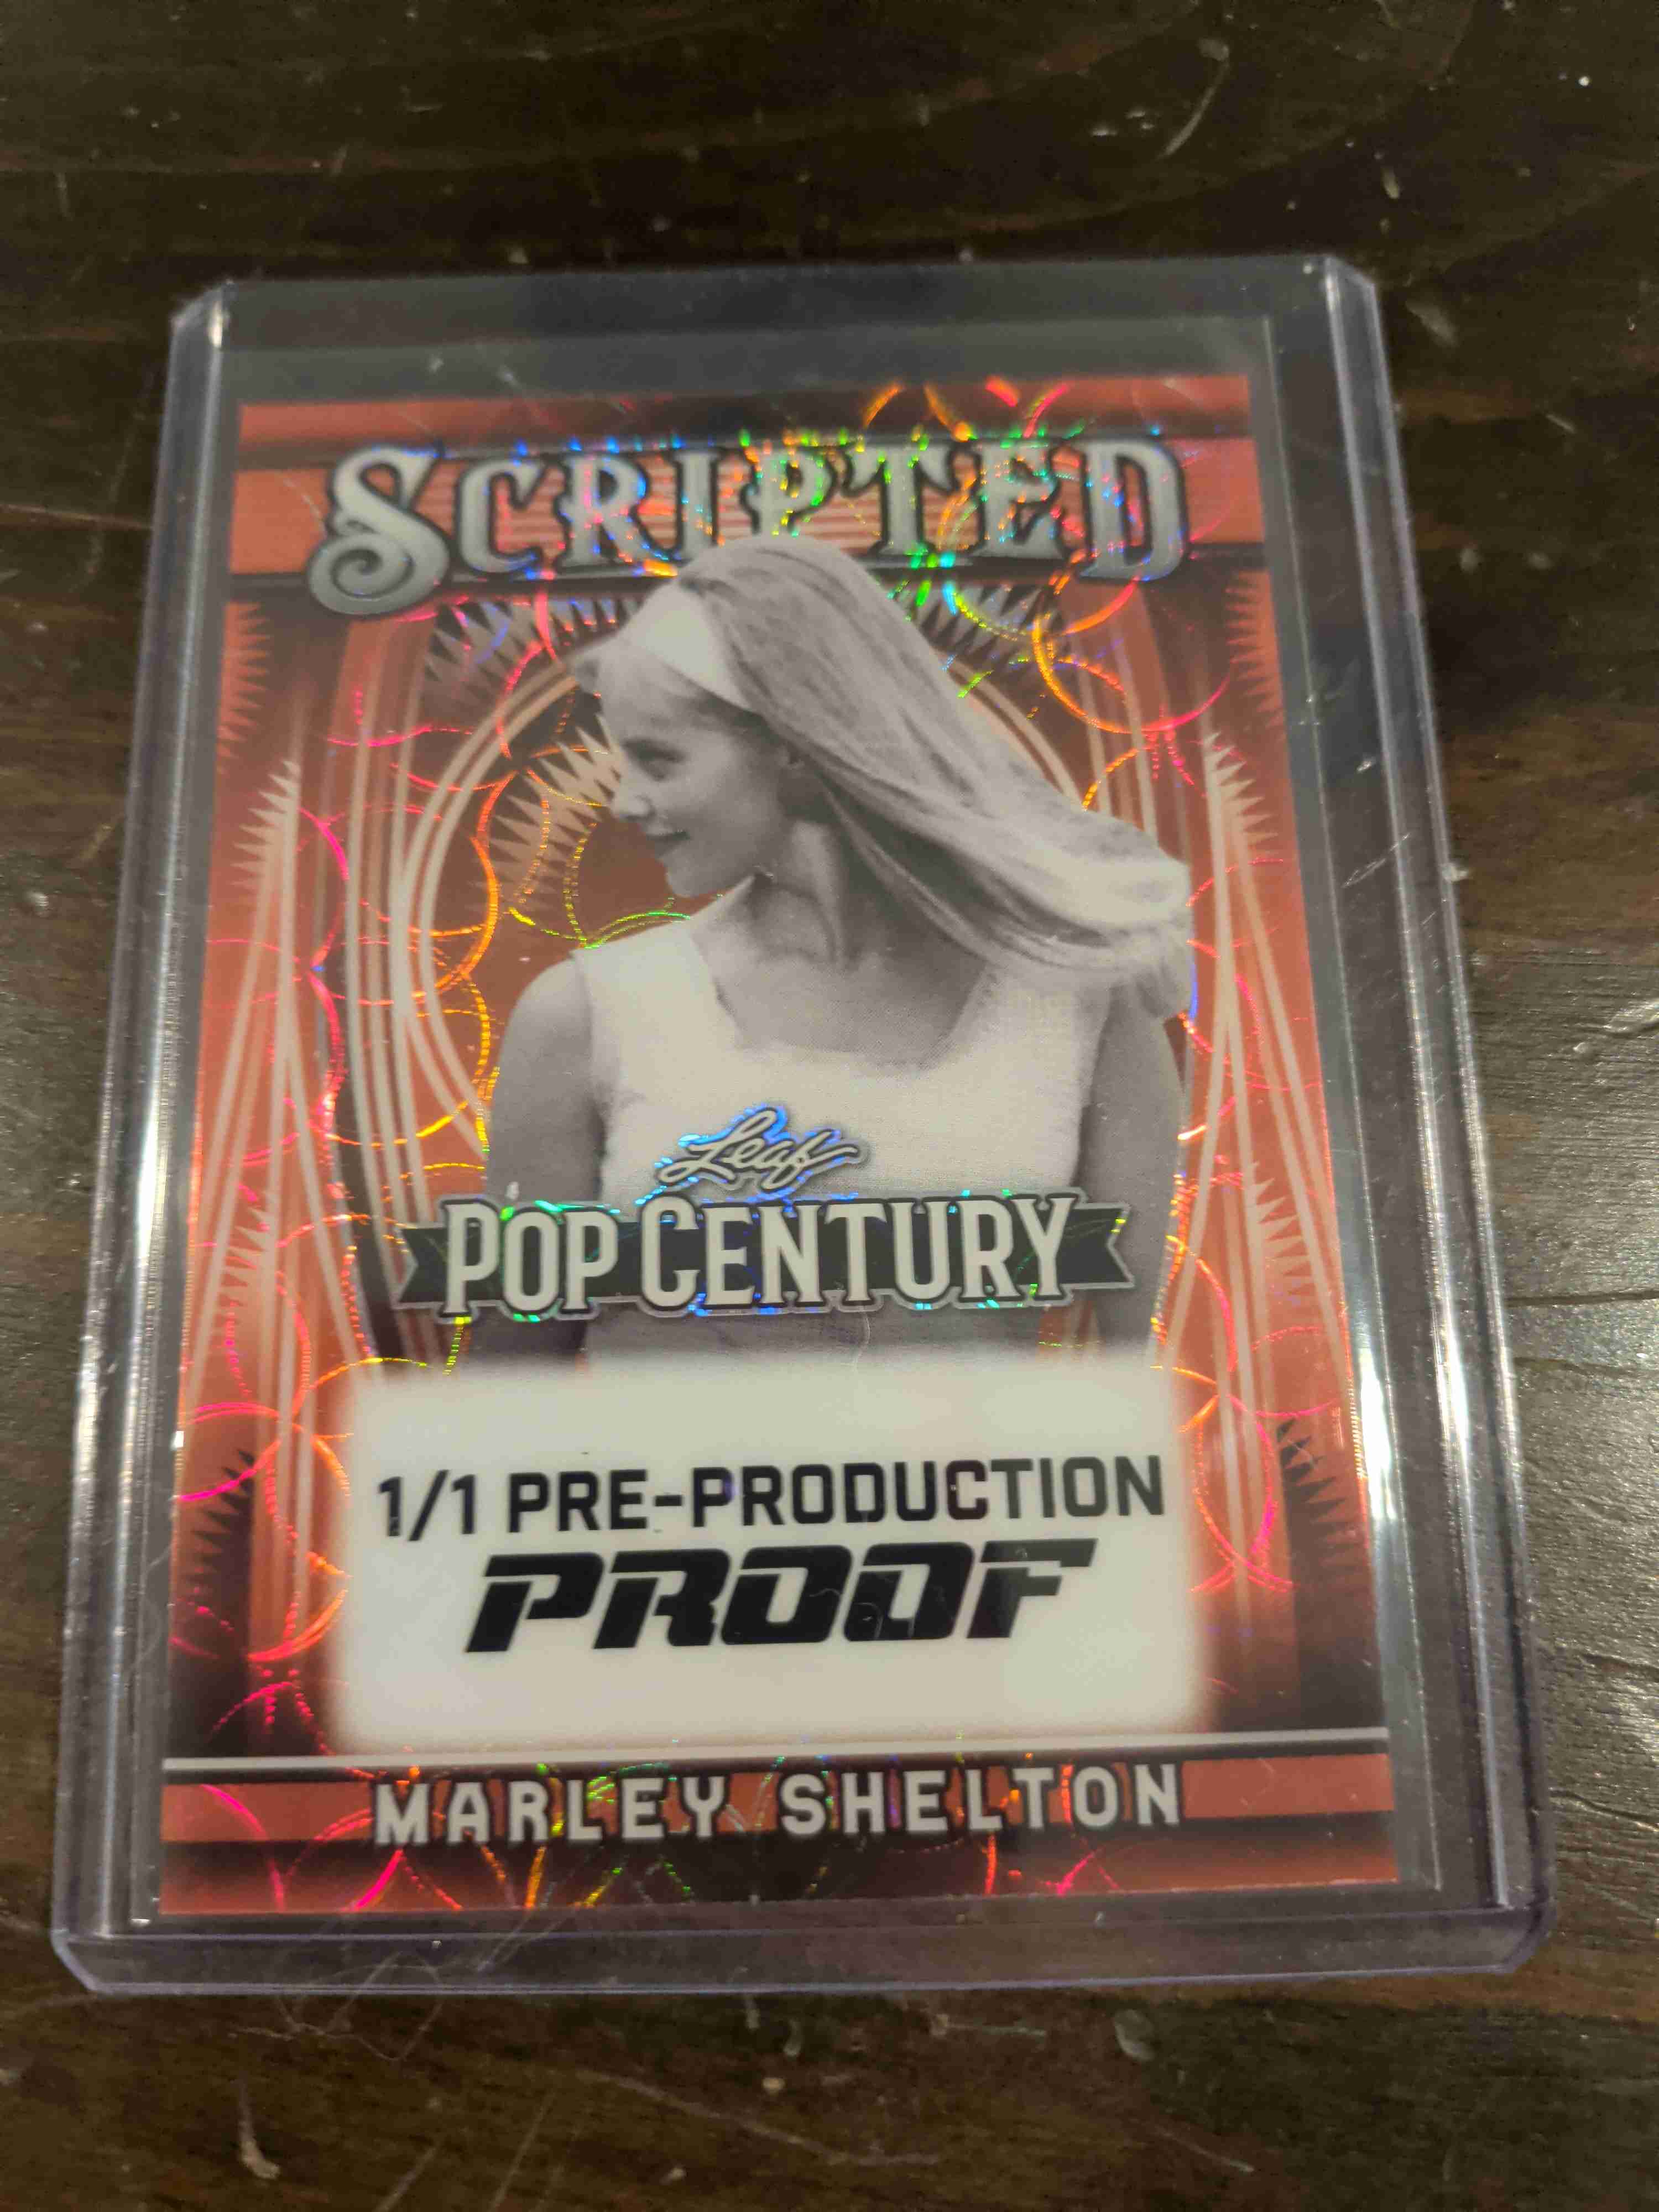 SCRIPTED
Leaf
POP CENTURY
1/1 PRE-PRODUCTION
PROOF
MARLEY SHELTON